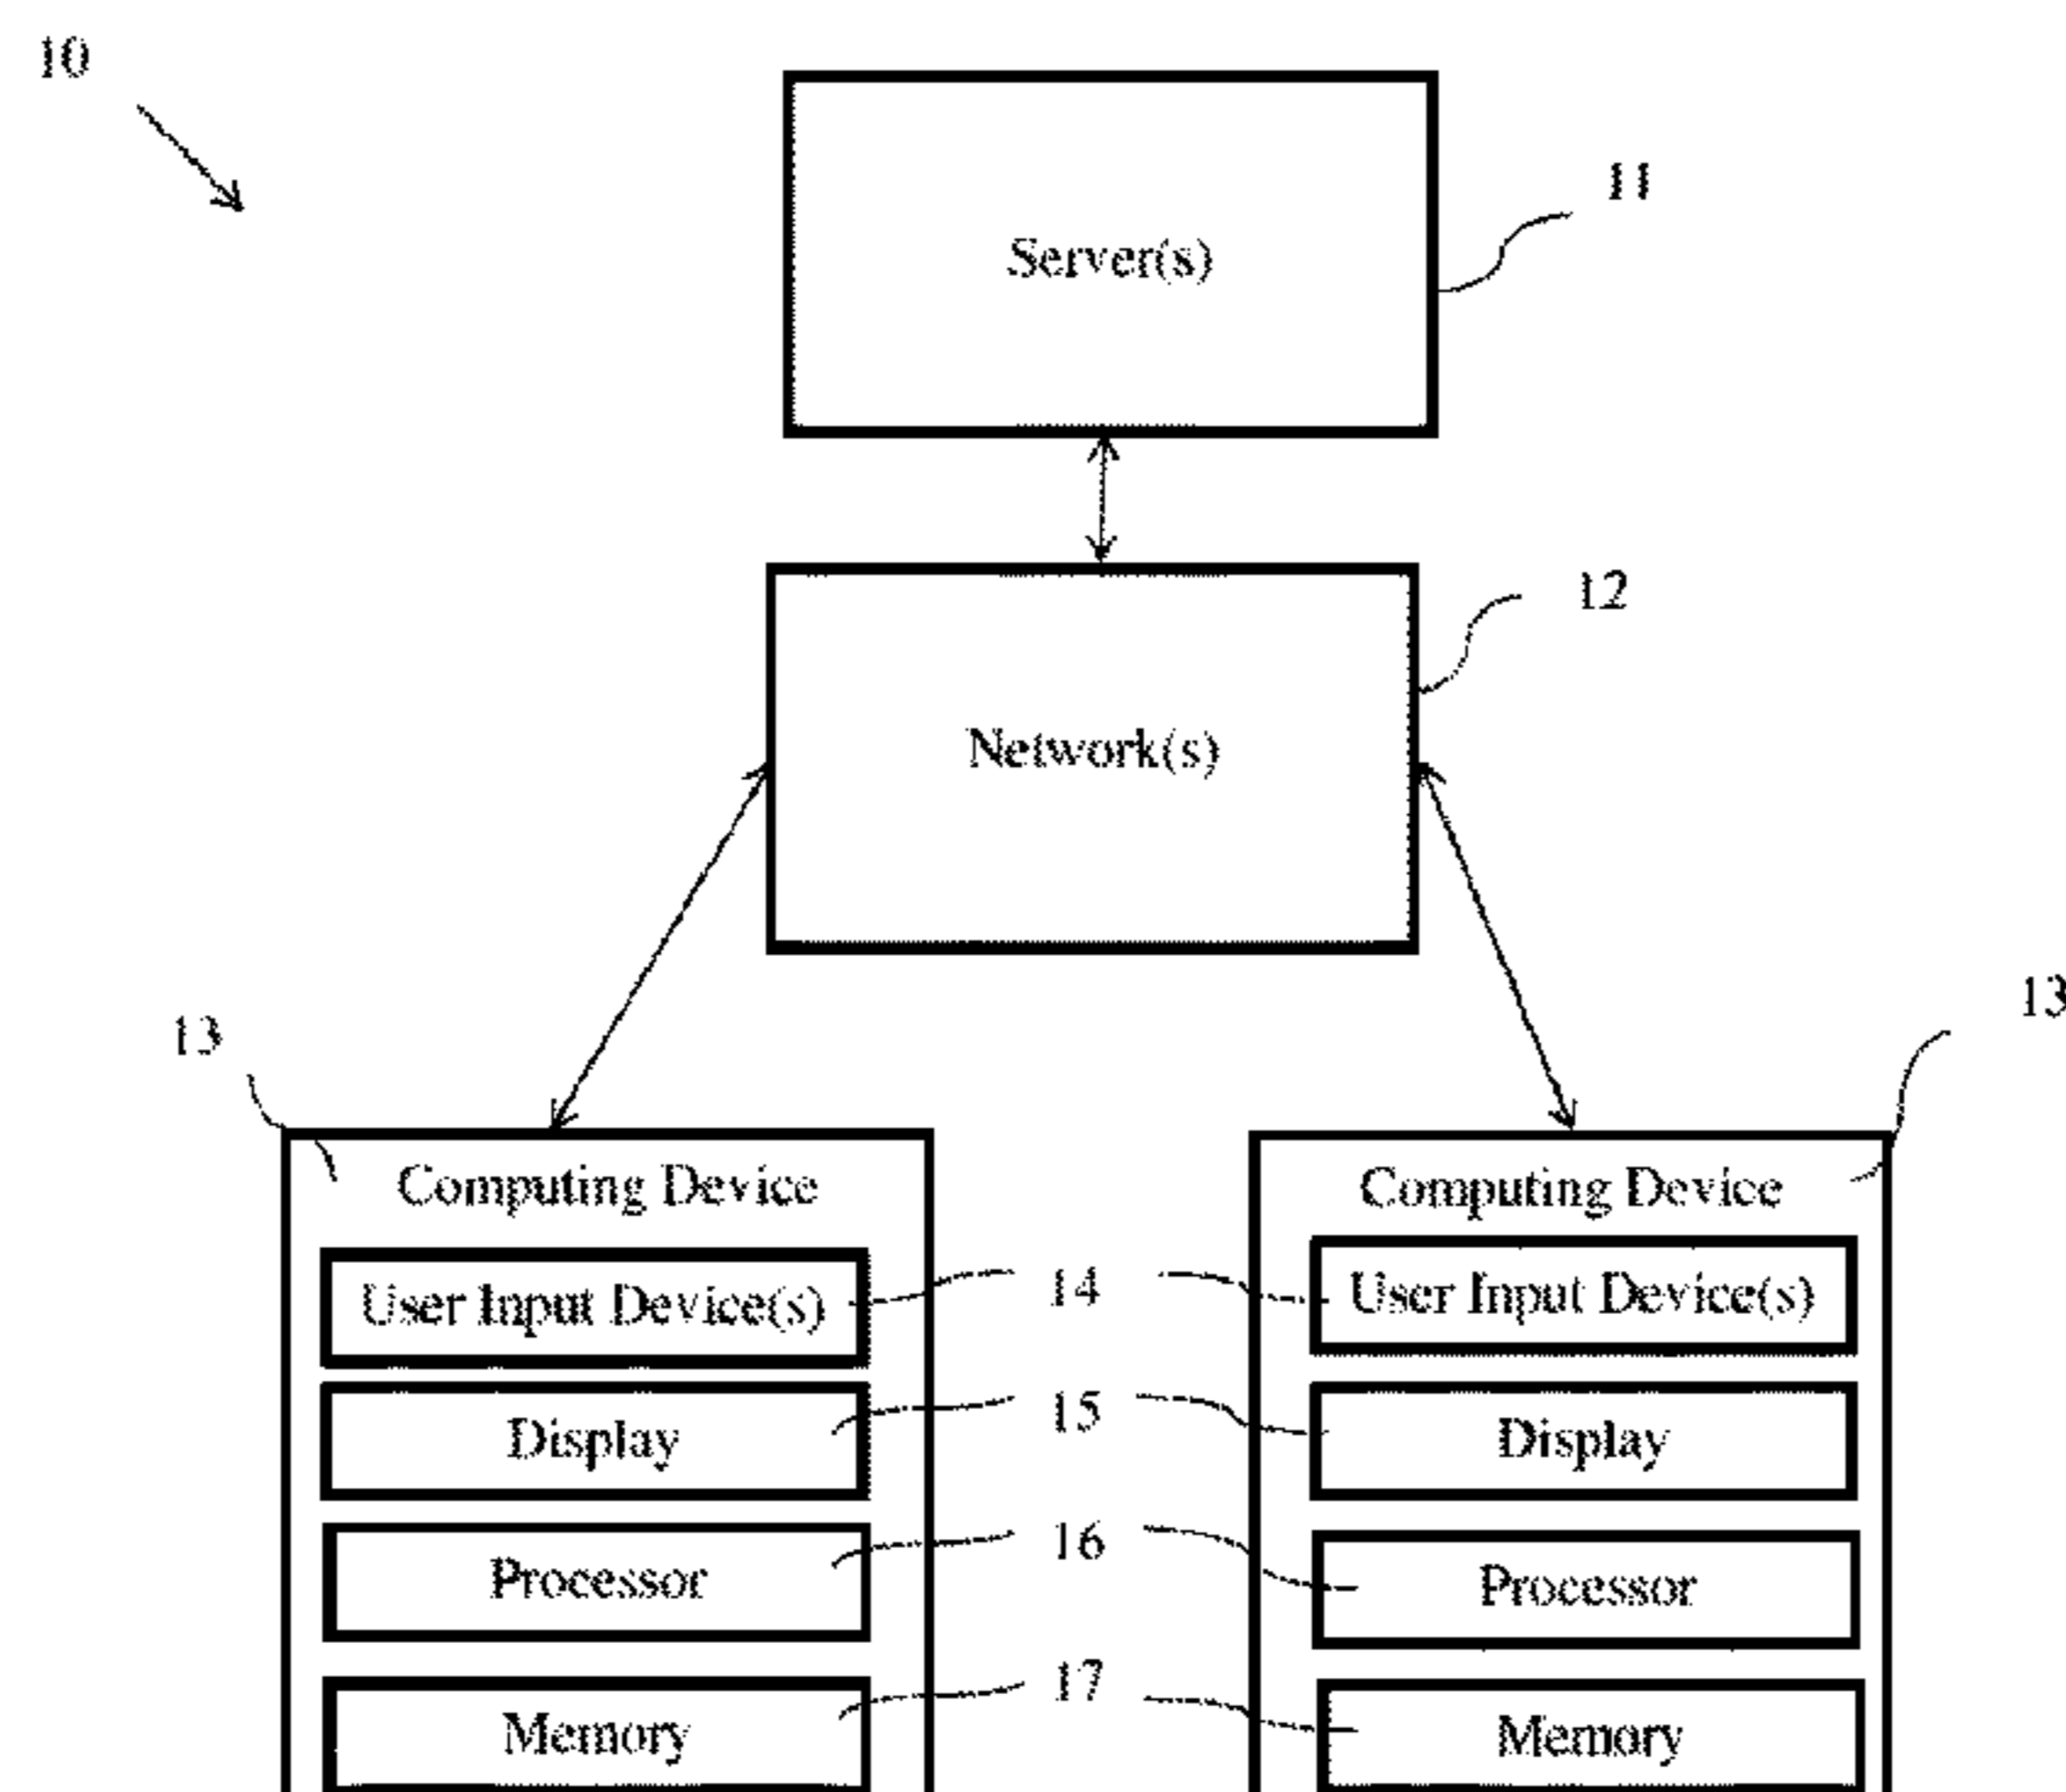 10
11
Server(s)
12
Network(s)
13
13
Computing Device
Computing Device
User Input Device(s)
14
User Input Device(s)
Display
15
Display
Processor
16
Processor
Memory
17
Memory